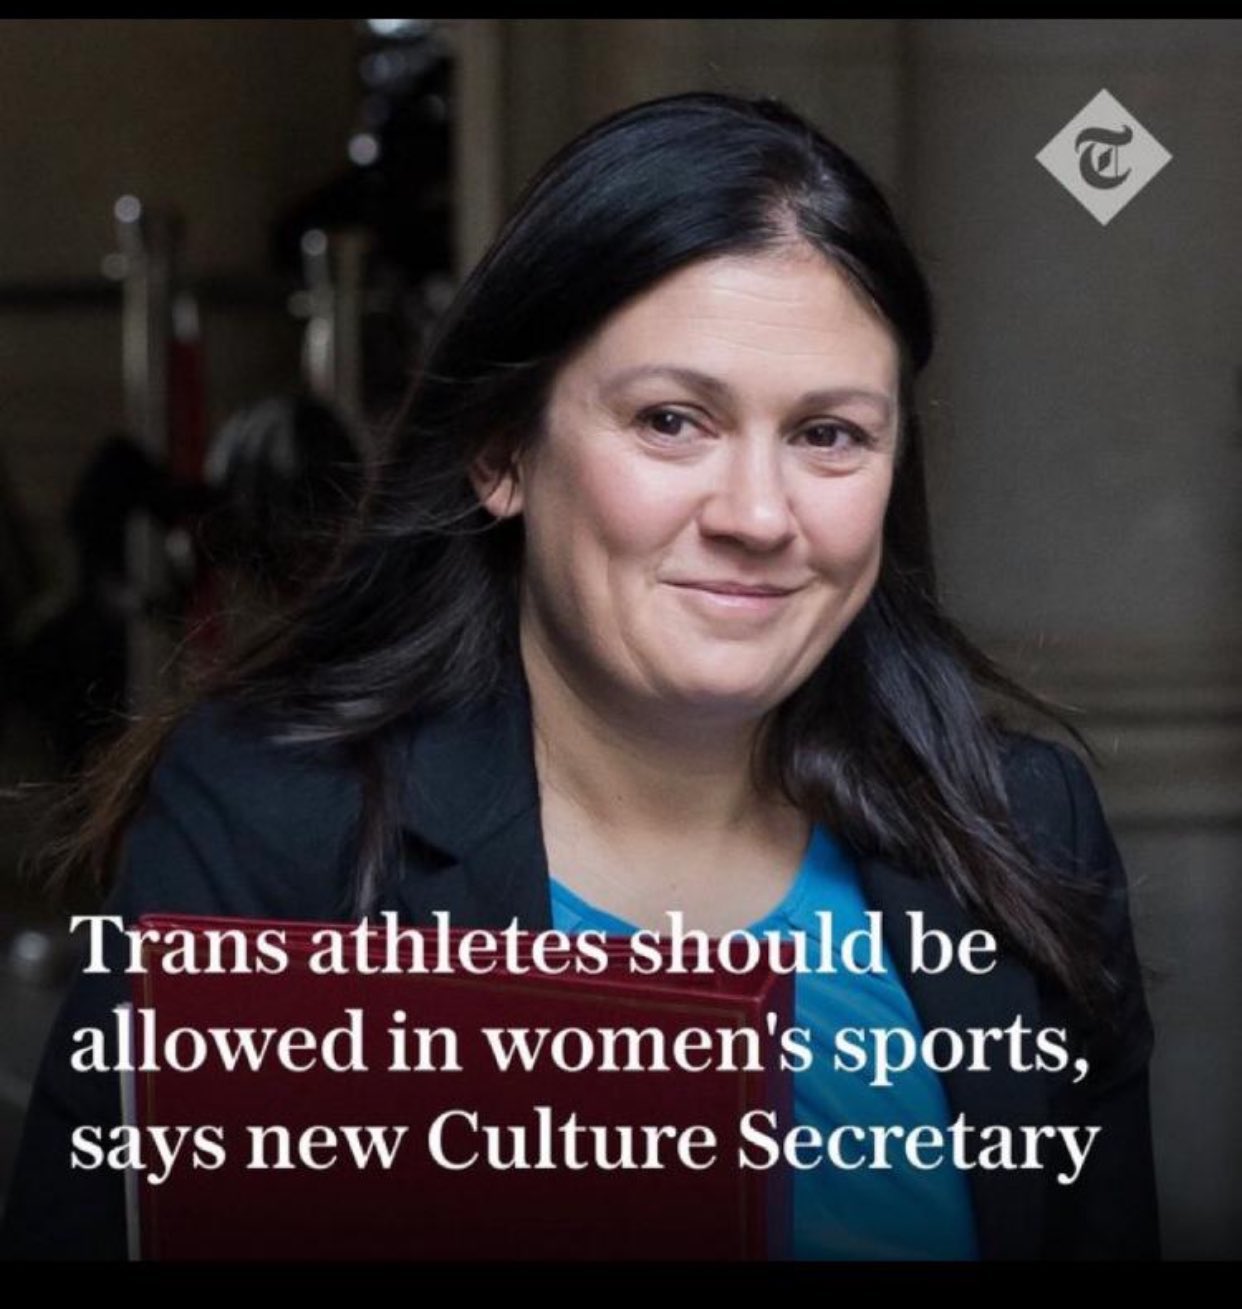 T
Trans athletes should be
allowed in women's sports,
says new Culture Secretary